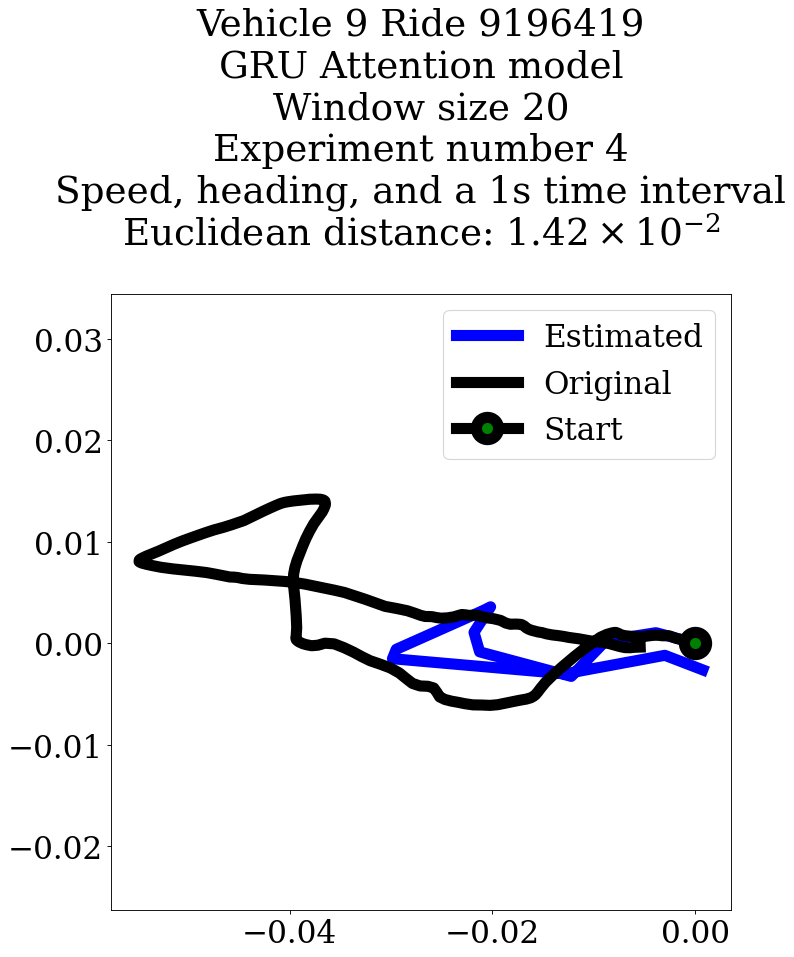 Vehicle 9 Ride 9196419
GRU Attention model
Window size 20
Experiment number 4
Speed, heading, and a 1s time interval
Euclidean distance: 1.42 × 10⁻²
Estimated
Original
Start
0.03
0.02
0.01
0.00
−0.01
−0.02
−0.04 −0.02 0.00